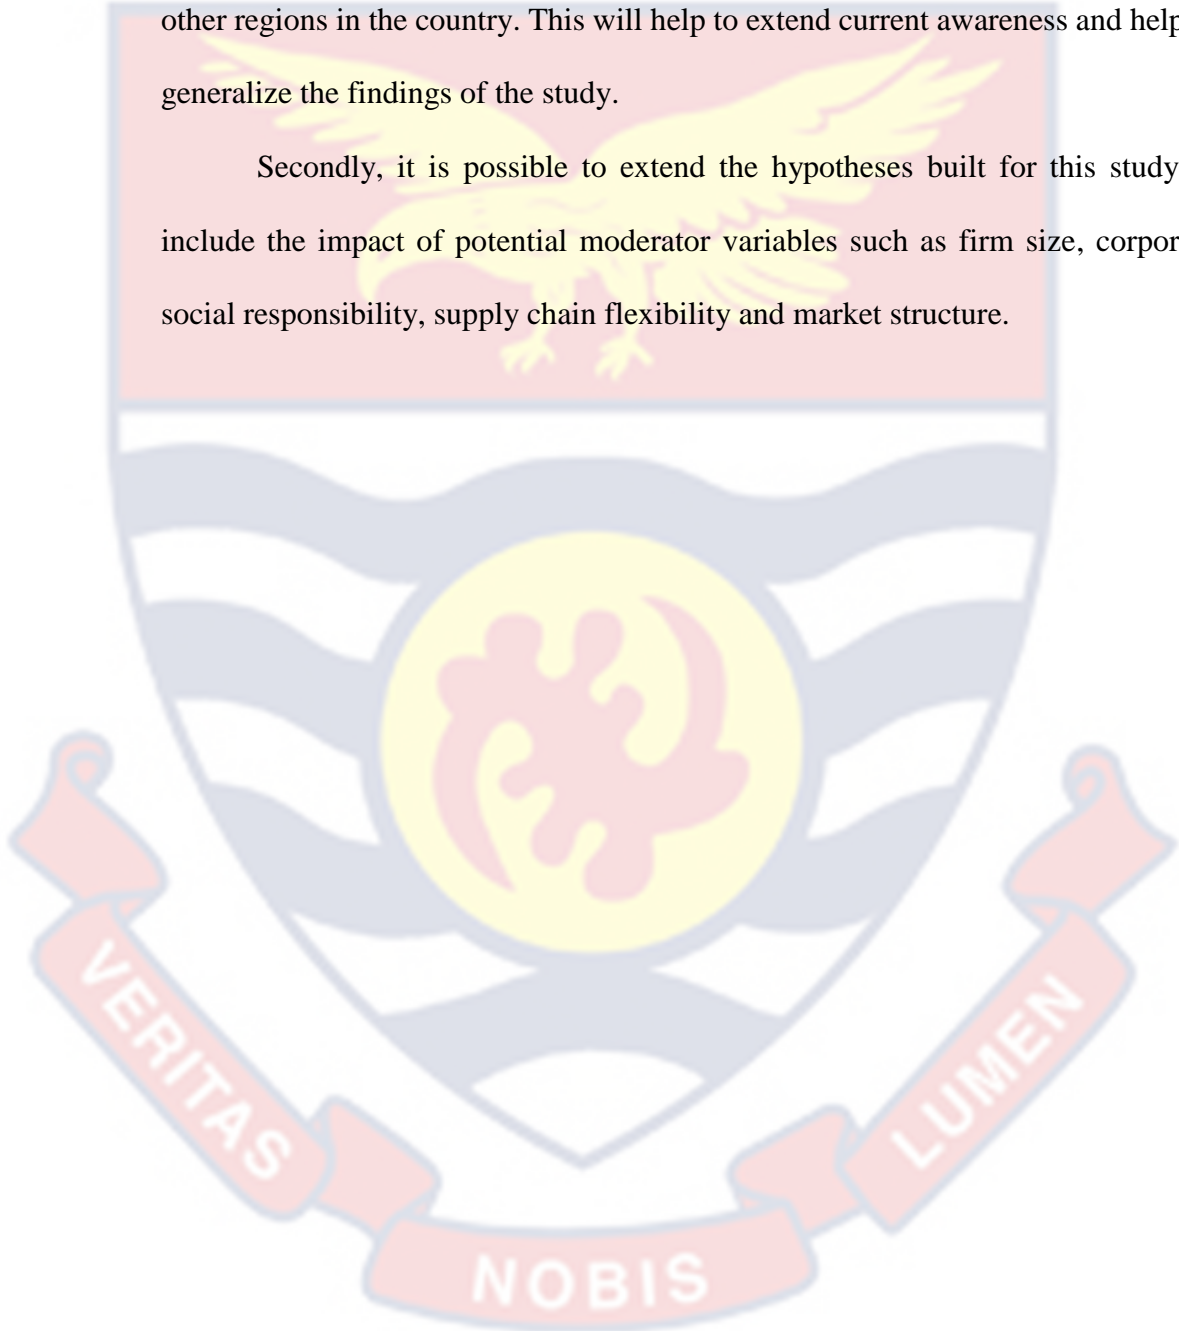 other regions in the country. This will help to extend current awareness and help
generalize the findings of the study.
Secondly, it is possible to extend the hypotheses built for this study
include the impact of potential moderator variables such as firm size, corpor
social responsibility, supply chain flexibility and market structure.
VERITAS
NOBIS
LUMEN